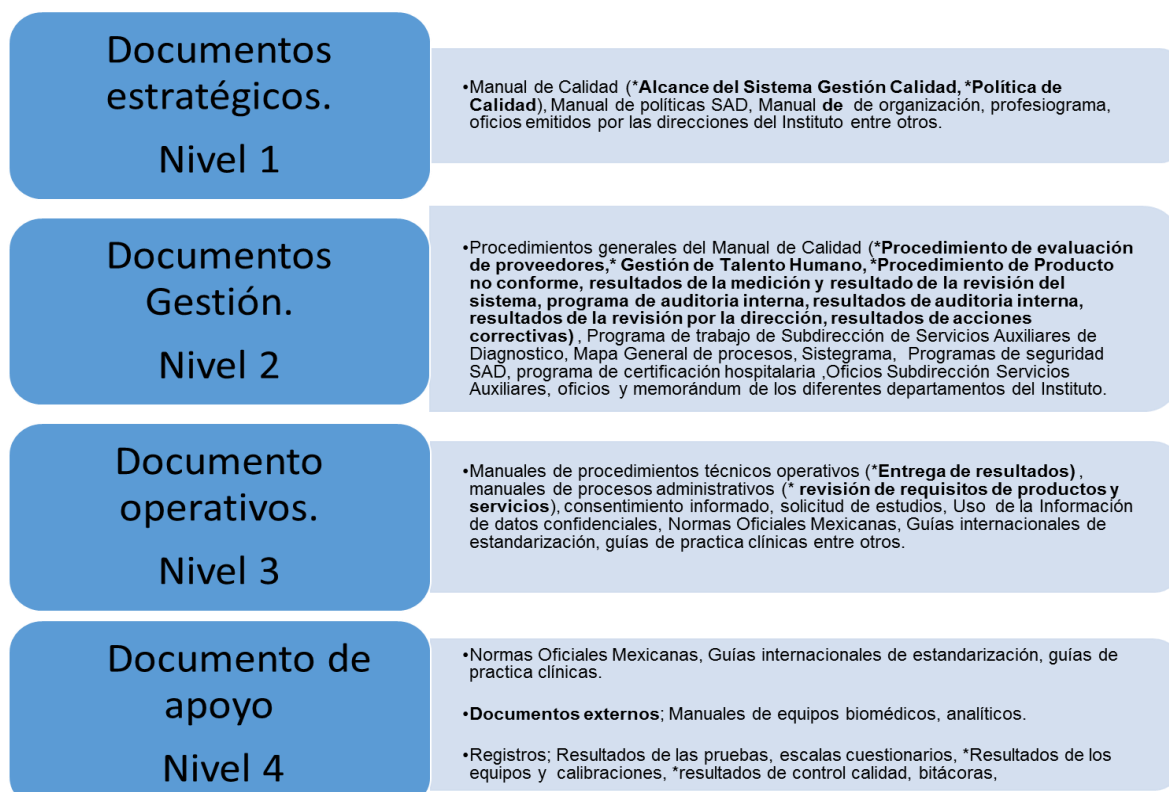 Documentos
estratégicos.
Nivel 1
•Manual de Calidad (*Alcance del Sistema Gestión Calidad, *Política de
Calidad), Manual de políticas SAD, Manual de  de organización, profesiograma,
oficios emitidos por las direcciones del Instituto entre otros.
Documentos
Gestión.
Nivel 2
•Procedimientos generales del Manual de Calidad (*Procedimiento de evaluación
de proveedores,* Gestión de Talento Humano, *Procedimiento de Producto
no conforme, resultados de la medición y resultado de la revisión del
sistema, programa de auditoria interna, resultados de auditoria interna,
resultados de la revisión por la dirección, resultados de acciones
correctivas) , Programa de trabajo de Subdirección de Servicios Auxiliares de
Diagnostico, Mapa General de procesos, Sistegrama,  Programas de seguridad
SAD, programa de certificación hospitalaria ,Oficios Subdirección Servicios
Auxiliares, oficios  y memorándum de los diferentes departamentos del Instituto.
Documento
operativos.
Nivel 3
•Manuales de procedimientos técnicos operativos (*Entrega de resultados) ,
manuales de procesos administrativos (* revisión de requisitos de productos y
servicios), consentimiento informado, solicitud de estudios, Uso  de la Información
de datos confidenciales, Normas Oficiales Mexicanas, Guías internacionales de
estandarización, guías de practica clínicas entre otros.
Documento de
apoyo
Nivel 4
•Normas Oficiales Mexicanas, Guías internacionales de estandarización, guías de
practica clínicas.
•Documentos externos; Manuales de equipos biomédicos, analíticos.
•Registros; Resultados de las pruebas, escalas cuestionarios, *Resultados de los
equipos y  calibraciones, *resultados de control calidad, bitácoras,